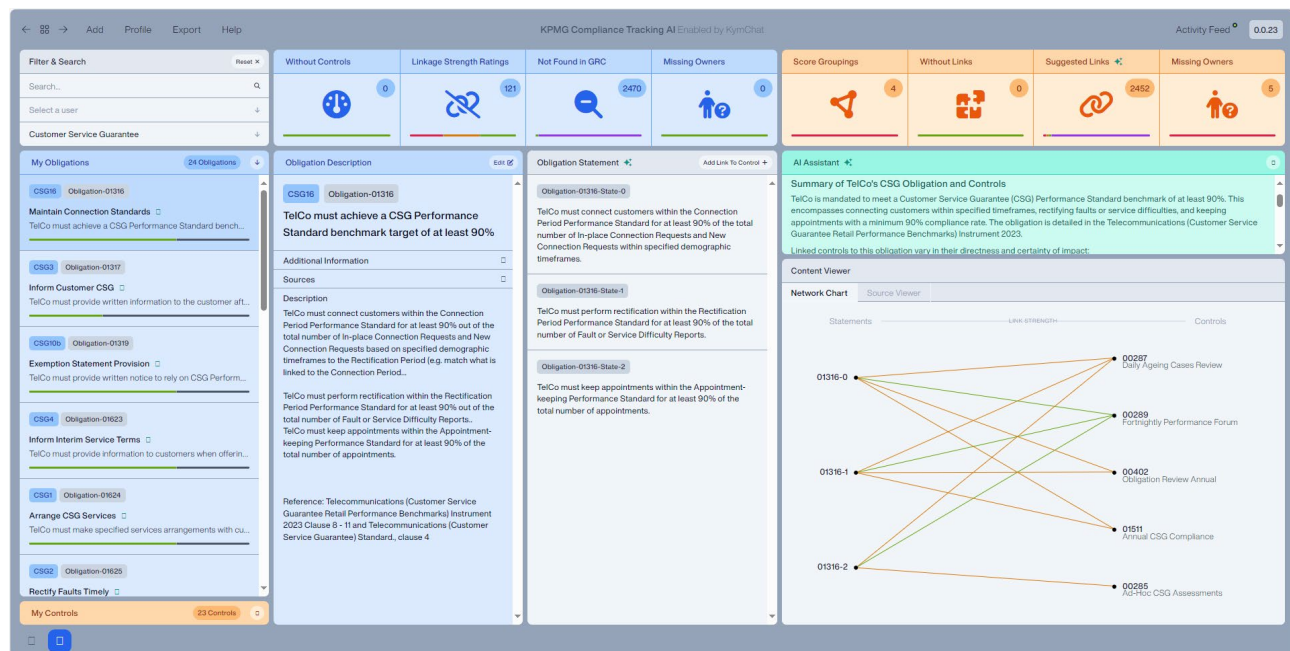 Add Profile Export Help
KPMG Compliance Tracking AI Enabled by KymChat
Activity Feed
0.0.23
Filter & Search
Reset ×
Search...
Select a user
Customer Service Guarantee
Without Controls
0
Linkage Strength Ratings
121
Not Found in GRC
2470
Missing Owners
0
Score Groupings
4
Without Links
0
Suggested Links
2452
Missing Owners
5
My Obligations
24 Obligations
CSG16 Obligation-01316
Maintain Connection Standards
TelCo must achieve a CSG Performance Standard bench...
CSG3 Obligation-01317
Inform Customer CSG
TelCo must provide written information to the customer aft...
CSG10b Obligation-01319
Exemption Statement Provision
TelCo must provide written notice to rely on CSG Perform...
CSG4 Obligation-01623
Inform Interim Service Terms
TelCo must provide information to customers when offerin...
CSG1 Obligation-01624
Arrange CSG Services
TelCo must make specified services arrangements with cu...
CSG2 Obligation-01625
Rectify Faults Timely
My Controls
23 Controls
Obligation Description
Edit
CSG16 Obligation-01316
TelCo must achieve a CSG Performance
Standard benchmark target of at least 90%
Additional Information
Sources
Description
TelCo must connect customers within the Connection
Period Performance Standard for at least 90% out of the
total number of In-place Connection Requests and New
Connection Requests based on specified demographic
timeframes to the Rectification Period (e.g. match what is
linked to the Connection Period...
TelCo must perform rectification within the Rectification
Period Performance Standard for at least 90% out of the
total number of Fault or Service Difficulty Reports..
TelCo must keep appointments within the Appointment-
keeping Performance Standard for at least 90% of the
total number of appointments.
Reference: Telecommunications (Customer Service
Guarantee Retail Performance Benchmarks) Instrument
2023 Clause 8 - 11 and Telecommunications (Customer
Service Guarantee) Standard., clause 4
Obligation Statement
Add Link To Control +
Obligation-01316-State-0
TelCo must connect customers within the Connection
Period Performance Standard for at least 90% of the total
number of In-place Connection Requests and New
Connection Requests within specified demographic
timeframes.
Obligation-01316-State-1
TelCo must perform rectification within the Rectification
Period Performance Standard for at least 90% of the total
number of Fault or Service Difficulty Reports.
Obligation-01316-State-2
TelCo must keep appointments within the Appointment-
keeping Performance Standard for at least 90% of the
total number of appointments.
AI Assistant
Summary of TelCo's CSG Obligation and Controls
TelCo is mandated to meet a Customer Service Guarantee (CSG) Performance Standard benchmark of at least 90%. This
encompasses connecting customers within specified timeframes, rectifying faults or service difficulties, and keeping
appointments with a minimum 90% compliance rate. The obligation is detailed in the Telecommunications (Customer Service
Guarantee Retail Performance Benchmarks) Instrument 2023.
Linked controls to this obligation vary in their directness and certainty of impact:
Content Viewer
Network Chart Source Viewer
Statements LINK STRENGTH Controls
01316-0
01316-1
01316-2
00287
Daily Ageing Cases Review
00289
Fortnightly Performance Forum
00402
Obligation Review Annual
01511
Annual CSG Compliance
00285
Ad-Hoc CSG Assessments